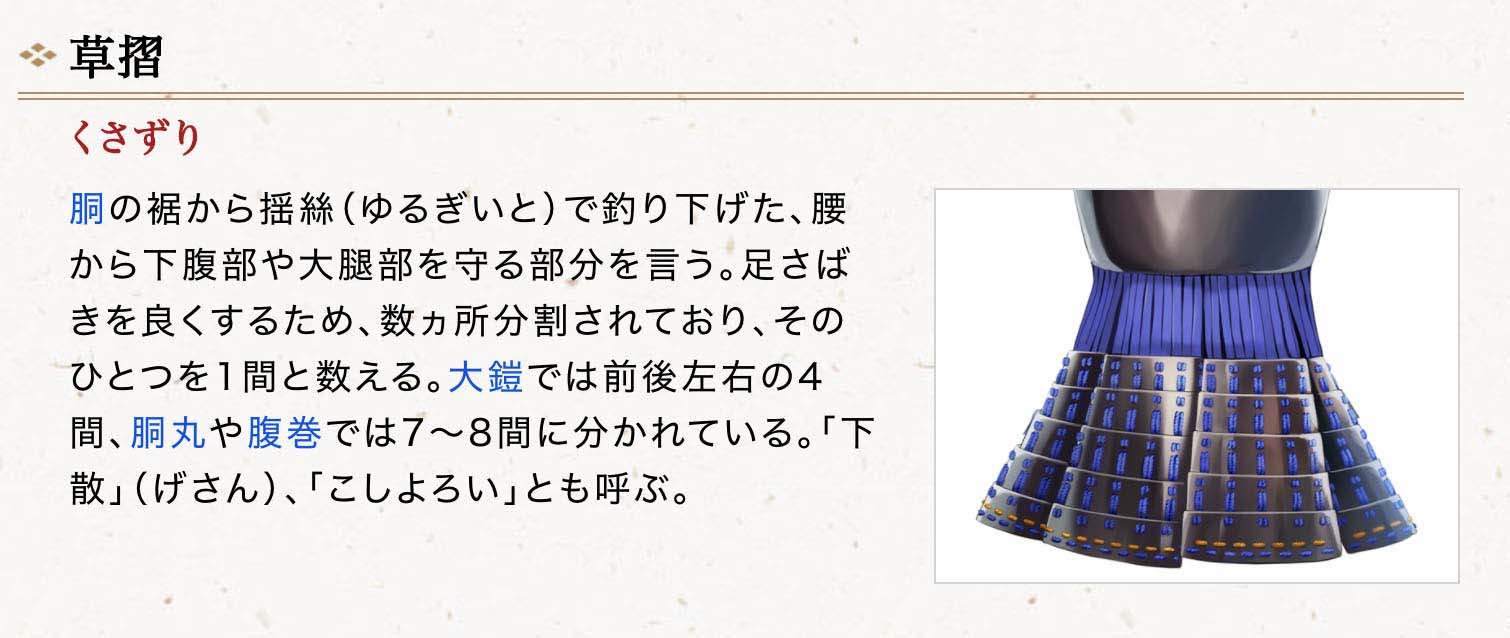 草摺
くさずり
胴の裾から揺絲（ゆるぎいと）で釣り下げた、腰
から下腹部や大腿部を守る部分を言う。足さば
きを良くするため、数ヵ所分割されており、その
ひとつを1間と数える。大鎧では前後左右の4
間、胴丸や腹巻では7〜8間に分かれている。「下
散」（げさん）、「こしよろい」とも呼ぶ。